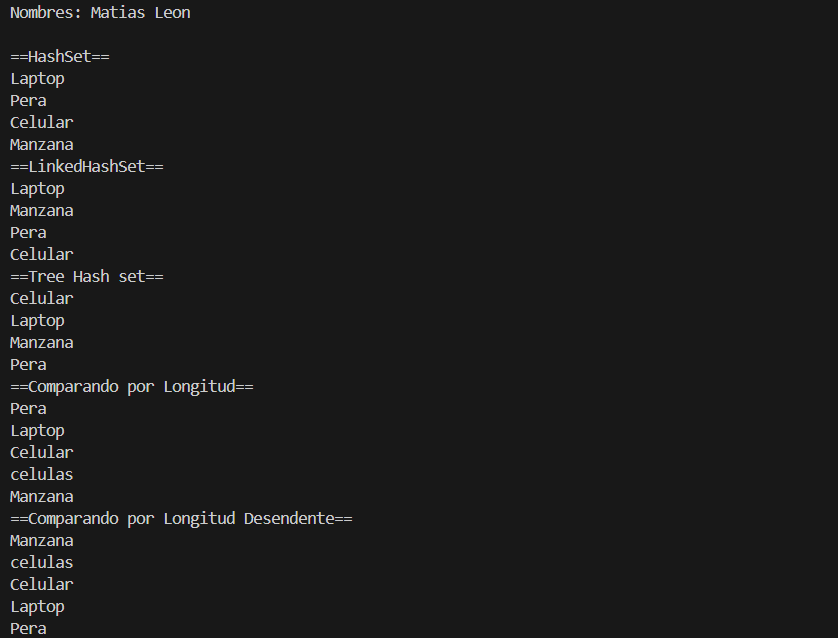 Nombres: Matias Leon
==HashSet==
Laptop
Pera
Celular
Manzana
==LinkedHashSet==
Laptop
Manzana
Pera
Celular
==Tree Hash set==
Celular
Laptop
Manzana
Pera
==Comparando por Longitud==
Pera
Laptop
Celular
celulas
Manzana
==Comparando por Longitud Desendente==
Manzana
celulas
Celular
Laptop
Pera